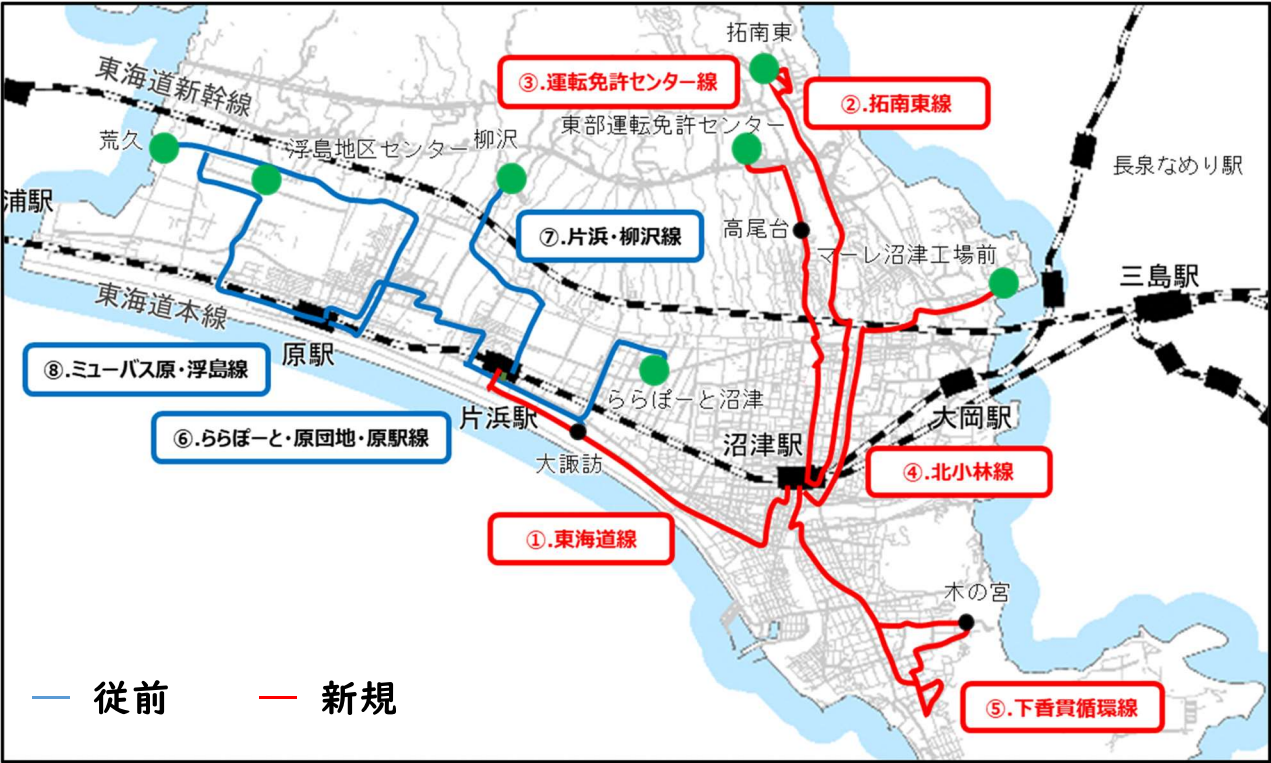 拓南東
③.運転免許センター線
東海道新幹線
②.拓南東線
東部運転免許センター
荒久
浮島地区センター
柳沢
長泉なめり駅
浦駅
⑦.片浜・柳沢線
高尾台
マーレ沼津工場前
三島駅
東海道本線
原駅
⑧.ミューバス原・浮島線
ららぽーと沼津
片浜駅
大岡駅
⑥.ららぽーと・原団地・原駅線
沼津駅
大諏訪
④.北小林線
①.東海道線
木の宮
従前
新規
⑤.下香貫循環線